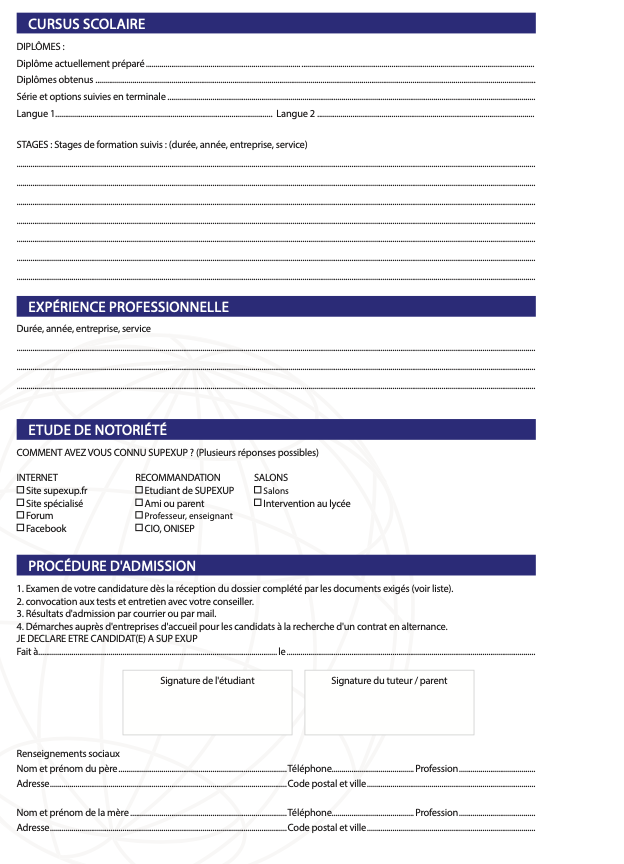 CURSUS SCOLAIRE
DIPLÔMES :
Diplôme actuellement préparé
Diplômes obtenus
Série et options suivies en terminale
Langue 1 Langue 2
STAGES : Stages de formation suivis : (durée, année, entreprise, service)
EXPÉRIENCE PROFESSIONNELLE
Durée, année, entreprise, service
ETUDE DE NOTORIÉTÉ
COMMENT AVEZ VOUS CONNU SUPEXUP ? (Plusieurs réponses possibles)
INTERNET RECOMMANDATION SALONS
☐ Site supexup.fr ☐ Etudiant de SUPEXUP ☐ Salons
☐ Site spécialisé ☐ Ami ou parent ☐ Intervention au lycée
☐ Forum ☐ Professeur, enseignant
☐ Facebook ☐ CIO, ONISEP
PROCÉDURE D'ADMISSION
1. Examen de votre candidature dès la réception du dossier complété par les documents exigés (voir liste).
2. convocation aux tests et entretien avec votre conseiller.
3. Résultats d'admission par courrier ou par mail.
4. Démarches auprès d'entreprises d'accueil pour les candidats à la recherche d'un contrat en alternance.
JE DECLARE ETRE CANDIDAT(E) A SUP EXUP
Fait à le
Signature de l'étudiant Signature du tuteur / parent
Renseignements sociaux
Nom et prénom du père Téléphone Profession
Adresse Code postal et ville
Nom et prénom de la mère Téléphone Profession
Adresse Code postal et ville